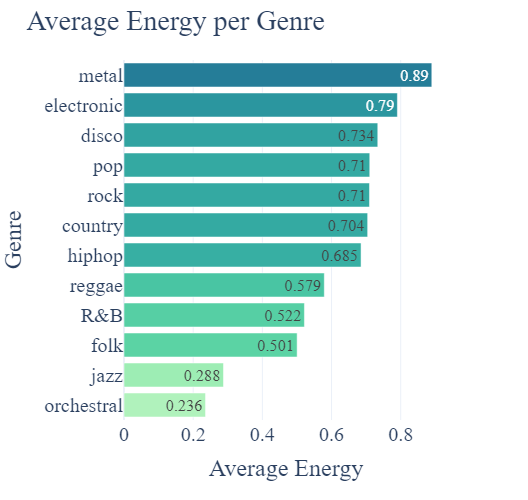 Average Energy per Genre
Genre
metal 0.89
electronic 0.79
disco 0.734
pop 0.71
rock 0.71
country 0.704
hiphop 0.685
reggae 0.579
R&B 0.522
folk 0.501
jazz 0.288
orchestral 0.236
0 0.2 0.4 0.6 0.8
Average Energy